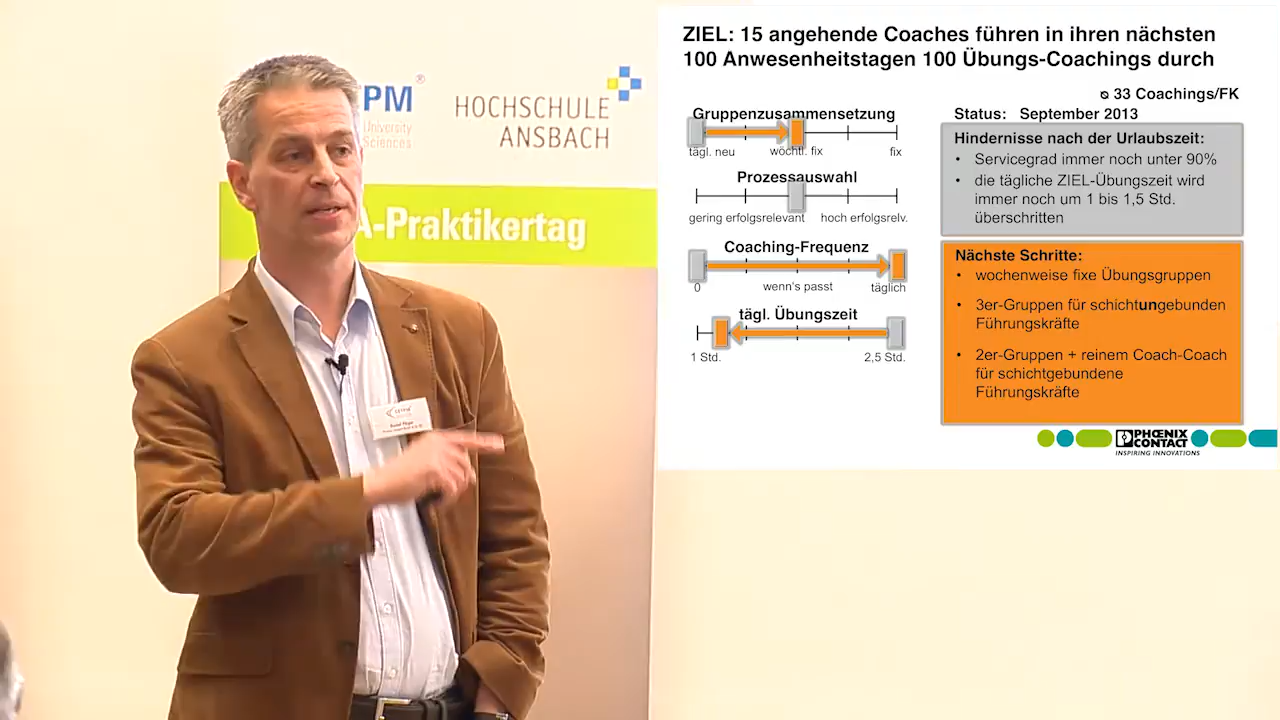 PM
®
University
Sciences
HOCHSCHULE
ANSBACH
A-Praktikertag
CETPM
ZIEL: 15 angehende Coaches führen in ihren nächsten
100 Anwesenheitstagen 100 Übungs-Coachings durch
ø 33 Coachings/FK
Gruppenzusammensetzung
tägl. neu
wöchtl. fix
fix
Prozessauswahl
gering erfolgsrelevant
hoch erfolgsrelv.
Coaching-Frequenz
0
wenn's passt
täglich
tägl. Übungszeit
1 Std.
2,5 Std.
Status: September 2013
Hindernisse nach der Urlaubszeit:
• Servicegrad immer noch unter 90%
• die tägliche ZIEL-Übungszeit wird
immer noch um 1 bis 1,5 Std.
überschritten
Nächste Schritte:
• wochenweise fixe Übungsgruppen
• 3er-Gruppen für schichtungebunden
Führungskräfte
• 2er-Gruppen + reinem Coach-Coach
für schichtgebundene
Führungskräfte
PHŒNIX
CONTACT
INSPIRING INNOVATIONS